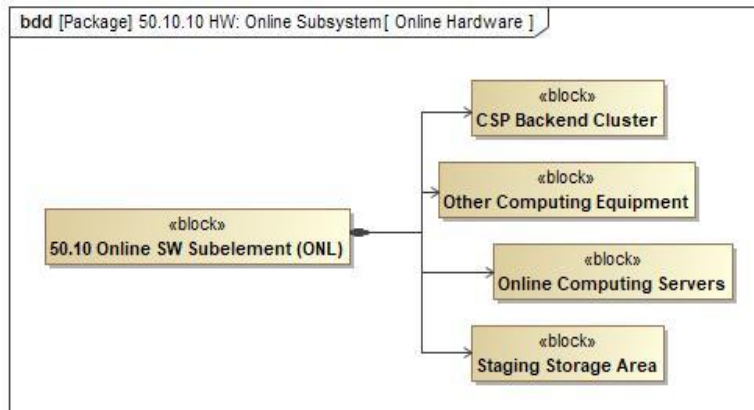 bdd [Package] 50.10.10 HW: Online Subsystem[ Online Hardware ]
«block»
CSP Backend Cluster
«block»
Other Computing Equipment
«block»
50.10 Online SW Subelement (ONL)
«block»
Online Computing Servers
«block»
Staging Storage Area